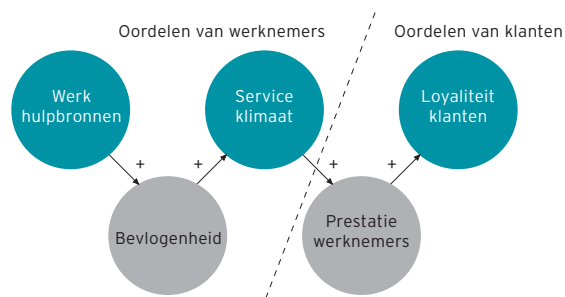 Oordelen van werknemers
Oordelen van klanten
Werk
hulpbronnen
Service
klimaat
Loyaliteit
klanten
+
+
+
+
Bevlogenheid
Prestatie
werknemers